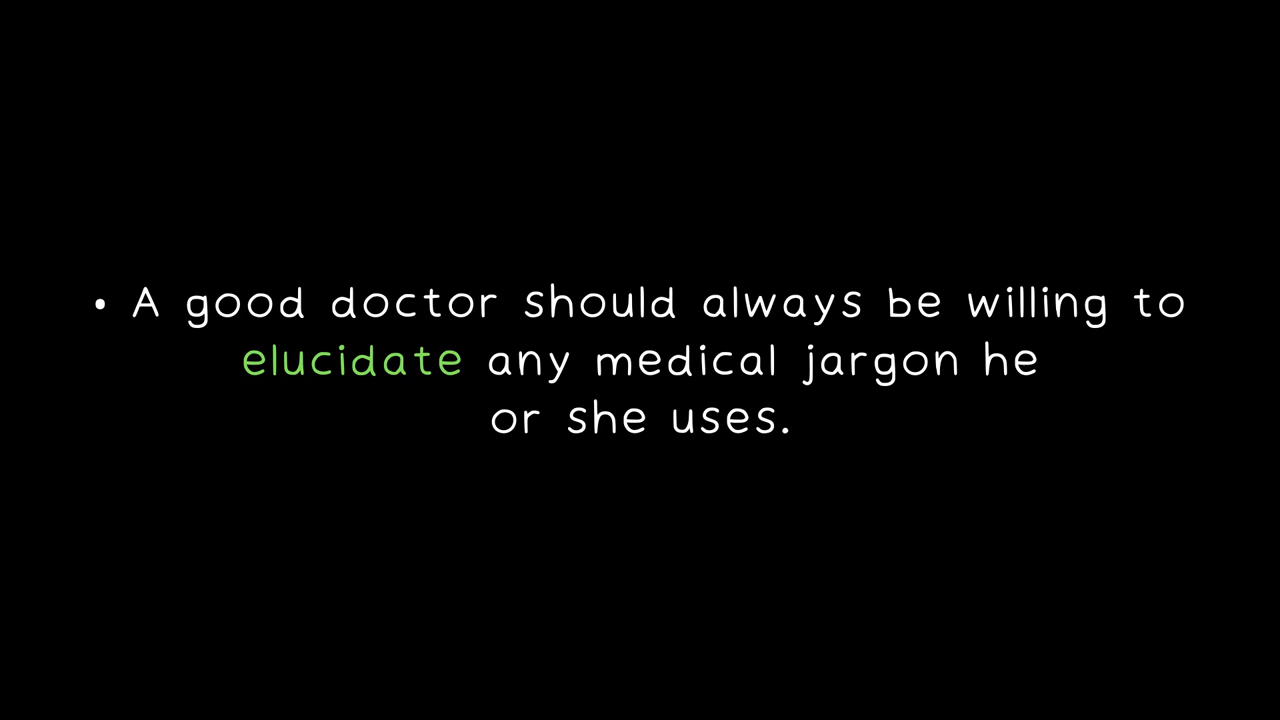 • A good doctor should always be willing to
elucidate any medical jargon he
or she uses.